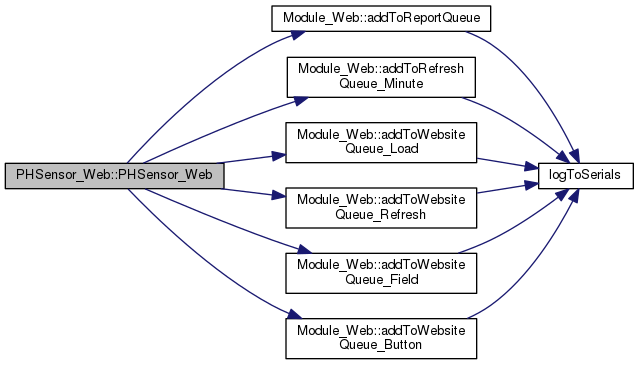 Module_Web::addToReportQueue
Module_Web::addToRefresh
Queue_Minute
Module_Web::addToWebsite
Queue_Load
PHSensor_Web::PHSensor_Web
logToSerials
Module_Web::addToWebsite
Queue_Refresh
Module_Web::addToWebsite
Queue_Field
Module_Web::addToWebsite
Queue_Button